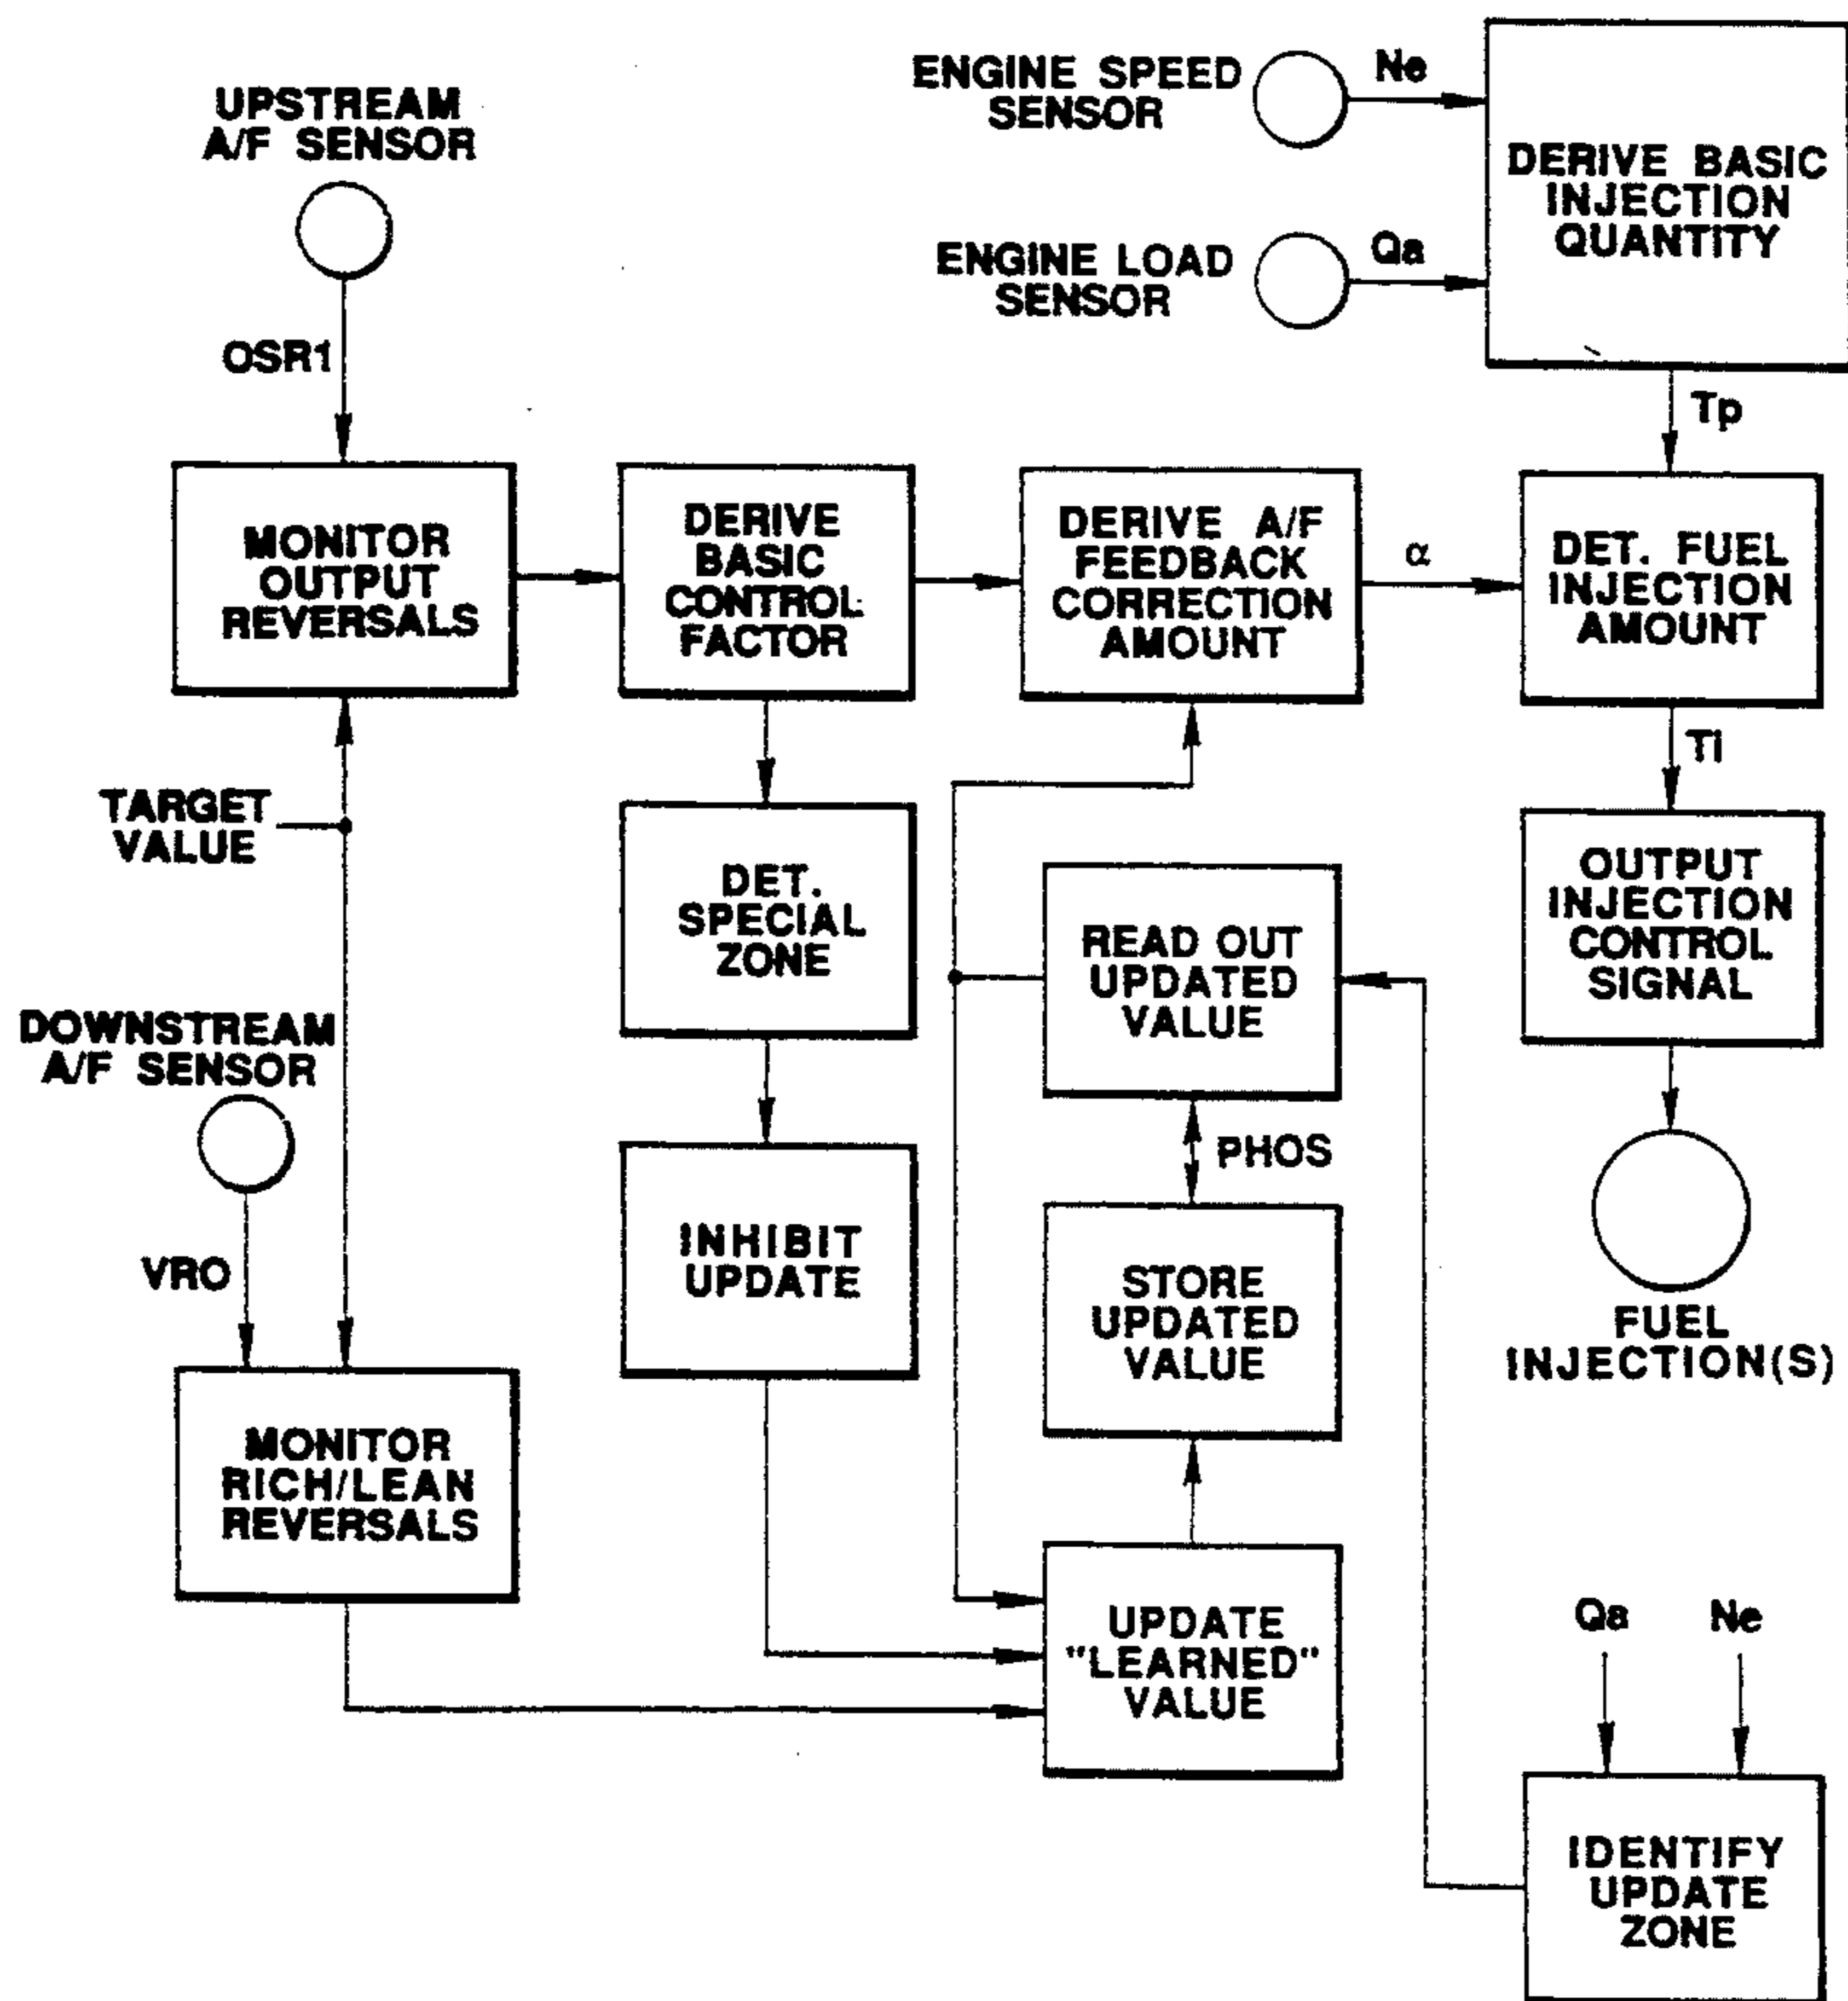 UPSTREAM
A/F SENSOR
OSR1
ENGINE SPEED
SENSOR
Ne
ENGINE LOAD
SENSOR
Qa
DERIVE BASIC
INJECTION
QUANTITY
Tp
MONITOR
OUTPUT
REVERSALS
DERIVE
BASIC
CONTROL
FACTOR
DERIVE A/F
FEEDBACK
CORRECTION
AMOUNT
α
DET. FUEL
INJECTION
AMOUNT
Ti
TARGET
VALUE
DET.
SPECIAL
ZONE
READ OUT
UPDATED
VALUE
OUTPUT
INJECTION
CONTROL
SIGNAL
DOWNSTREAM
A/F SENSOR
VRO
INHIBIT
UPDATE
PHOS
STORE
UPDATED
VALUE
FUEL
INJECTION(S)
MONITOR
RICH/LEAN
REVERSALS
UPDATE
"LEARNED"
VALUE
Qa
Ne
IDENTIFY
UPDATE
ZONE